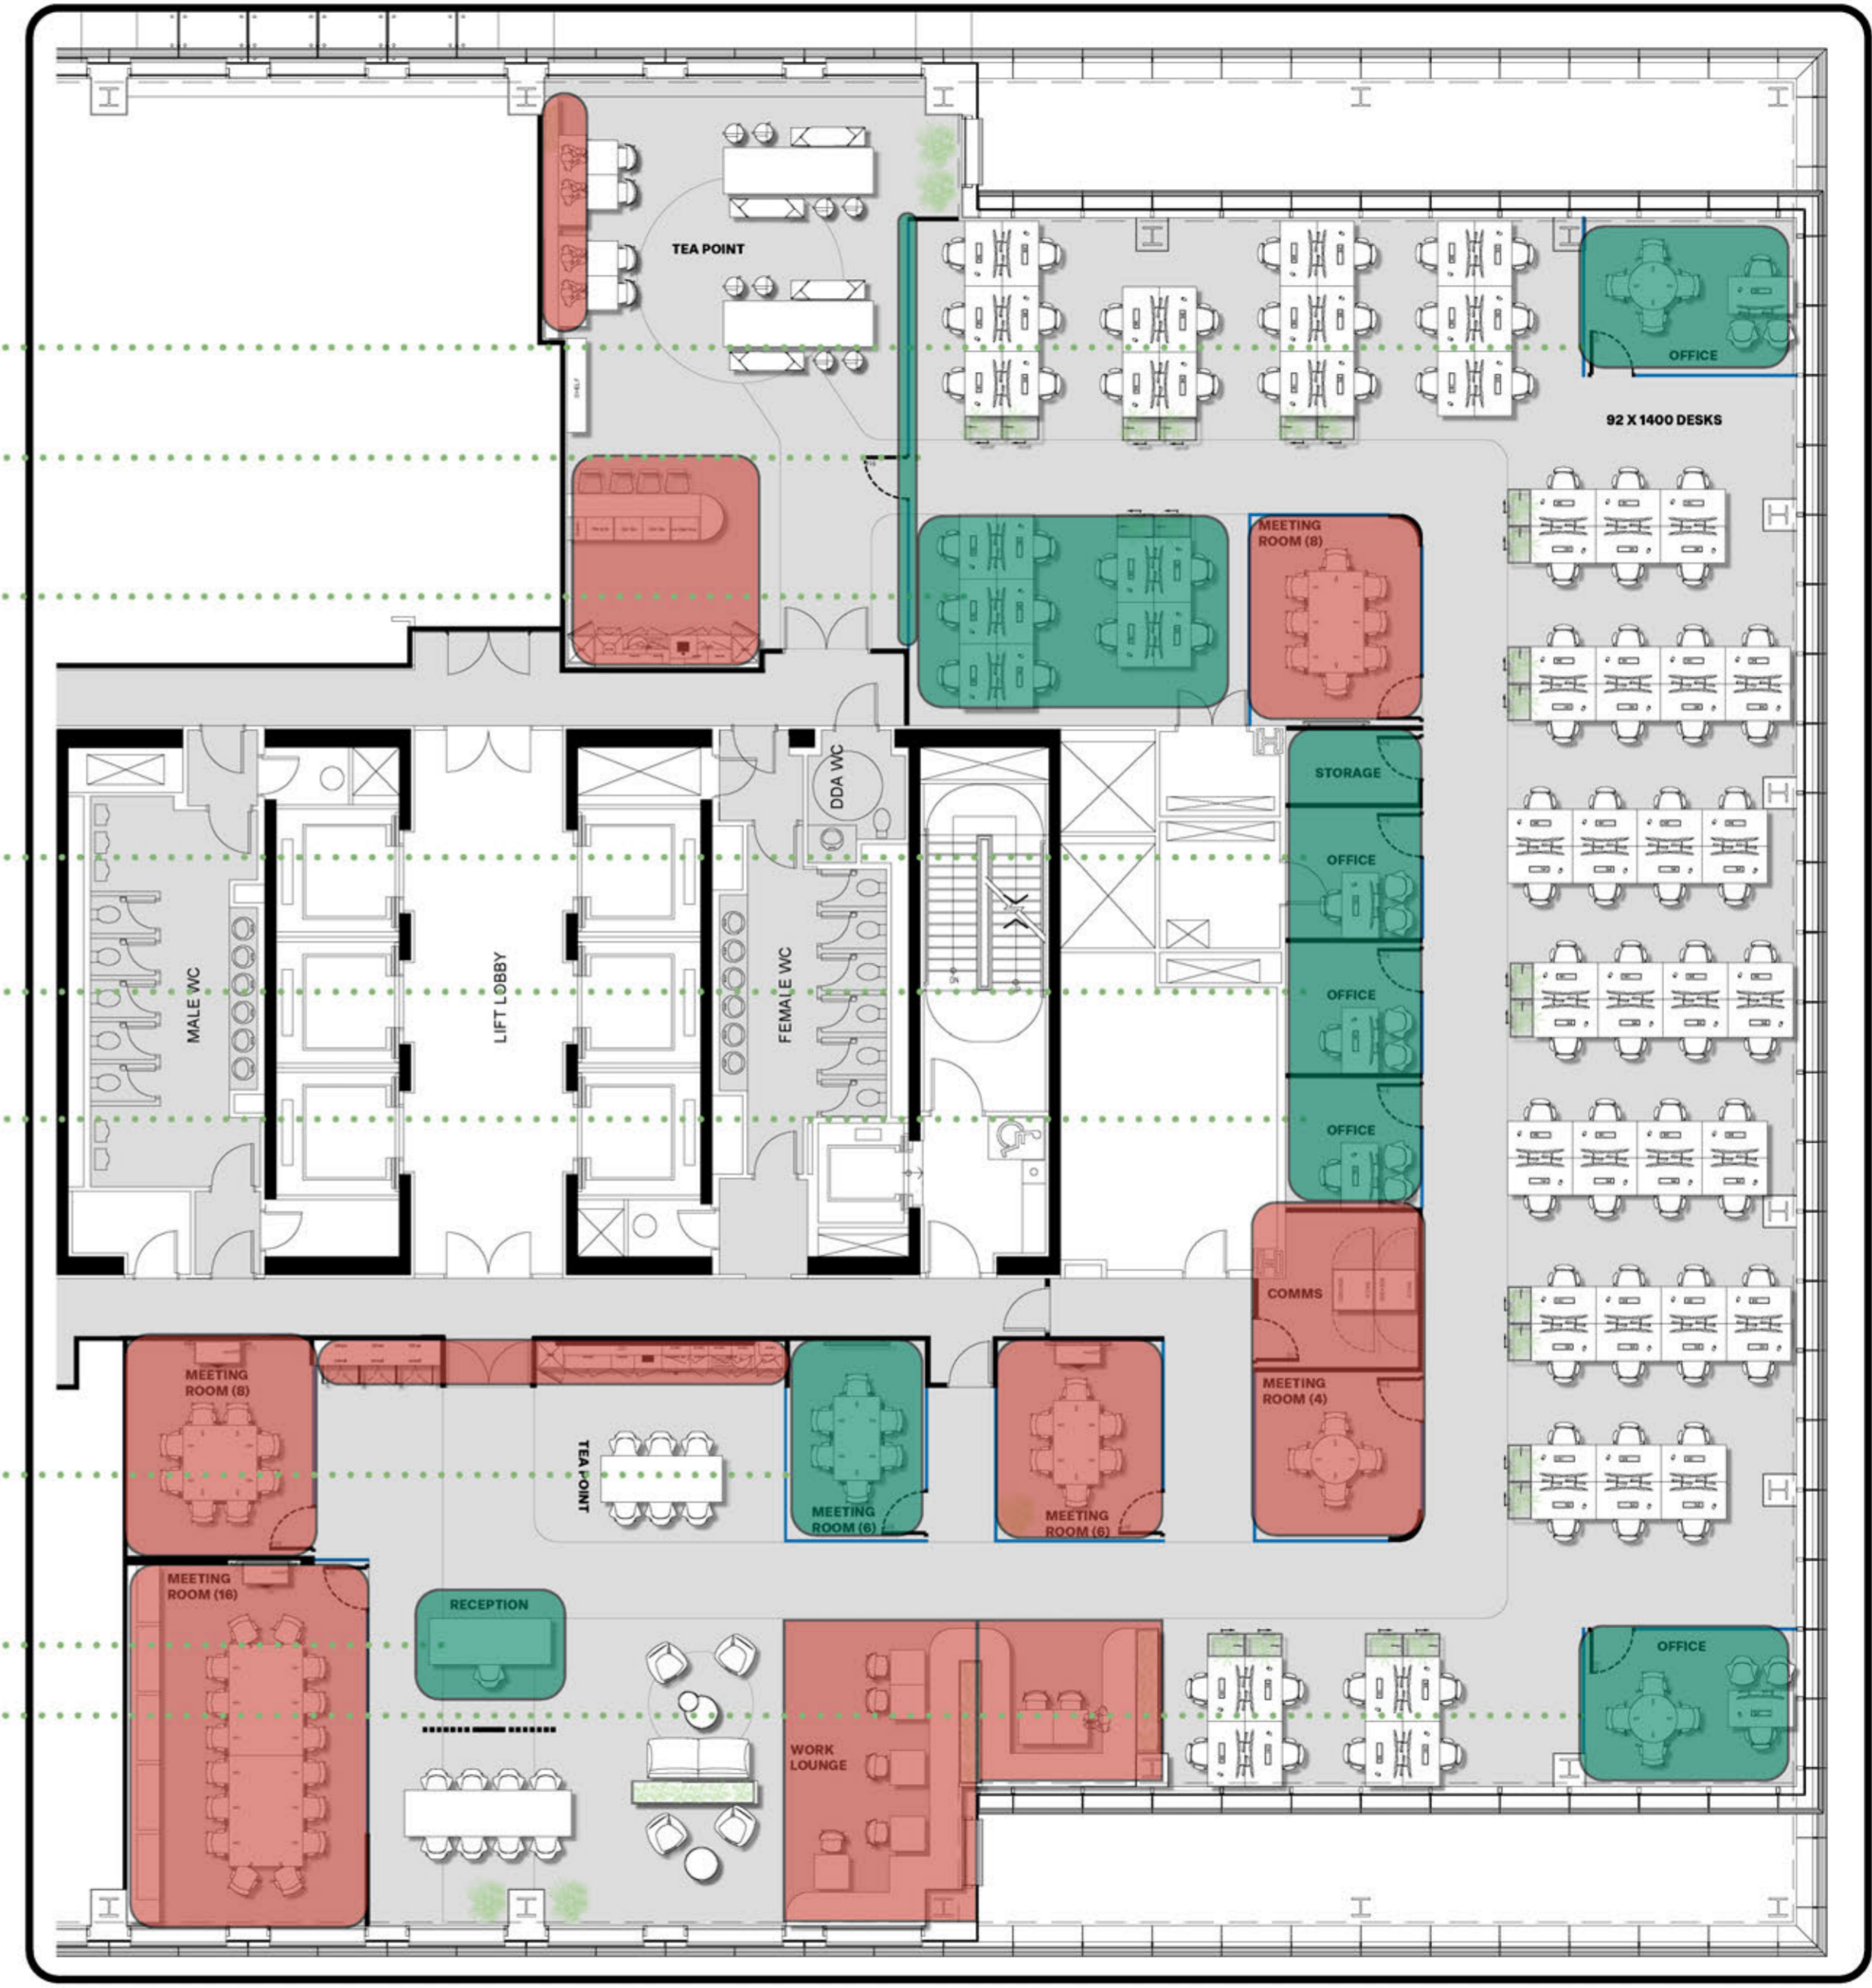 TEA POINT
SHELF
OFFICE
92 X 1400 DESKS
MEETING
ROOM (8)
STORAGE
DDA WC
OFFICE
MALE WC
LIFT LOBBY
FEMALE WC
OFFICE
OFFICE
COMMS
MEETING
ROOM (8)
TEA POINT
MEETING
ROOM (6)
MEETING
ROOM (6)
MEETING
ROOM (4)
MEETING
ROOM (16)
RECEPTION
OFFICE
WORK
LOUNGE